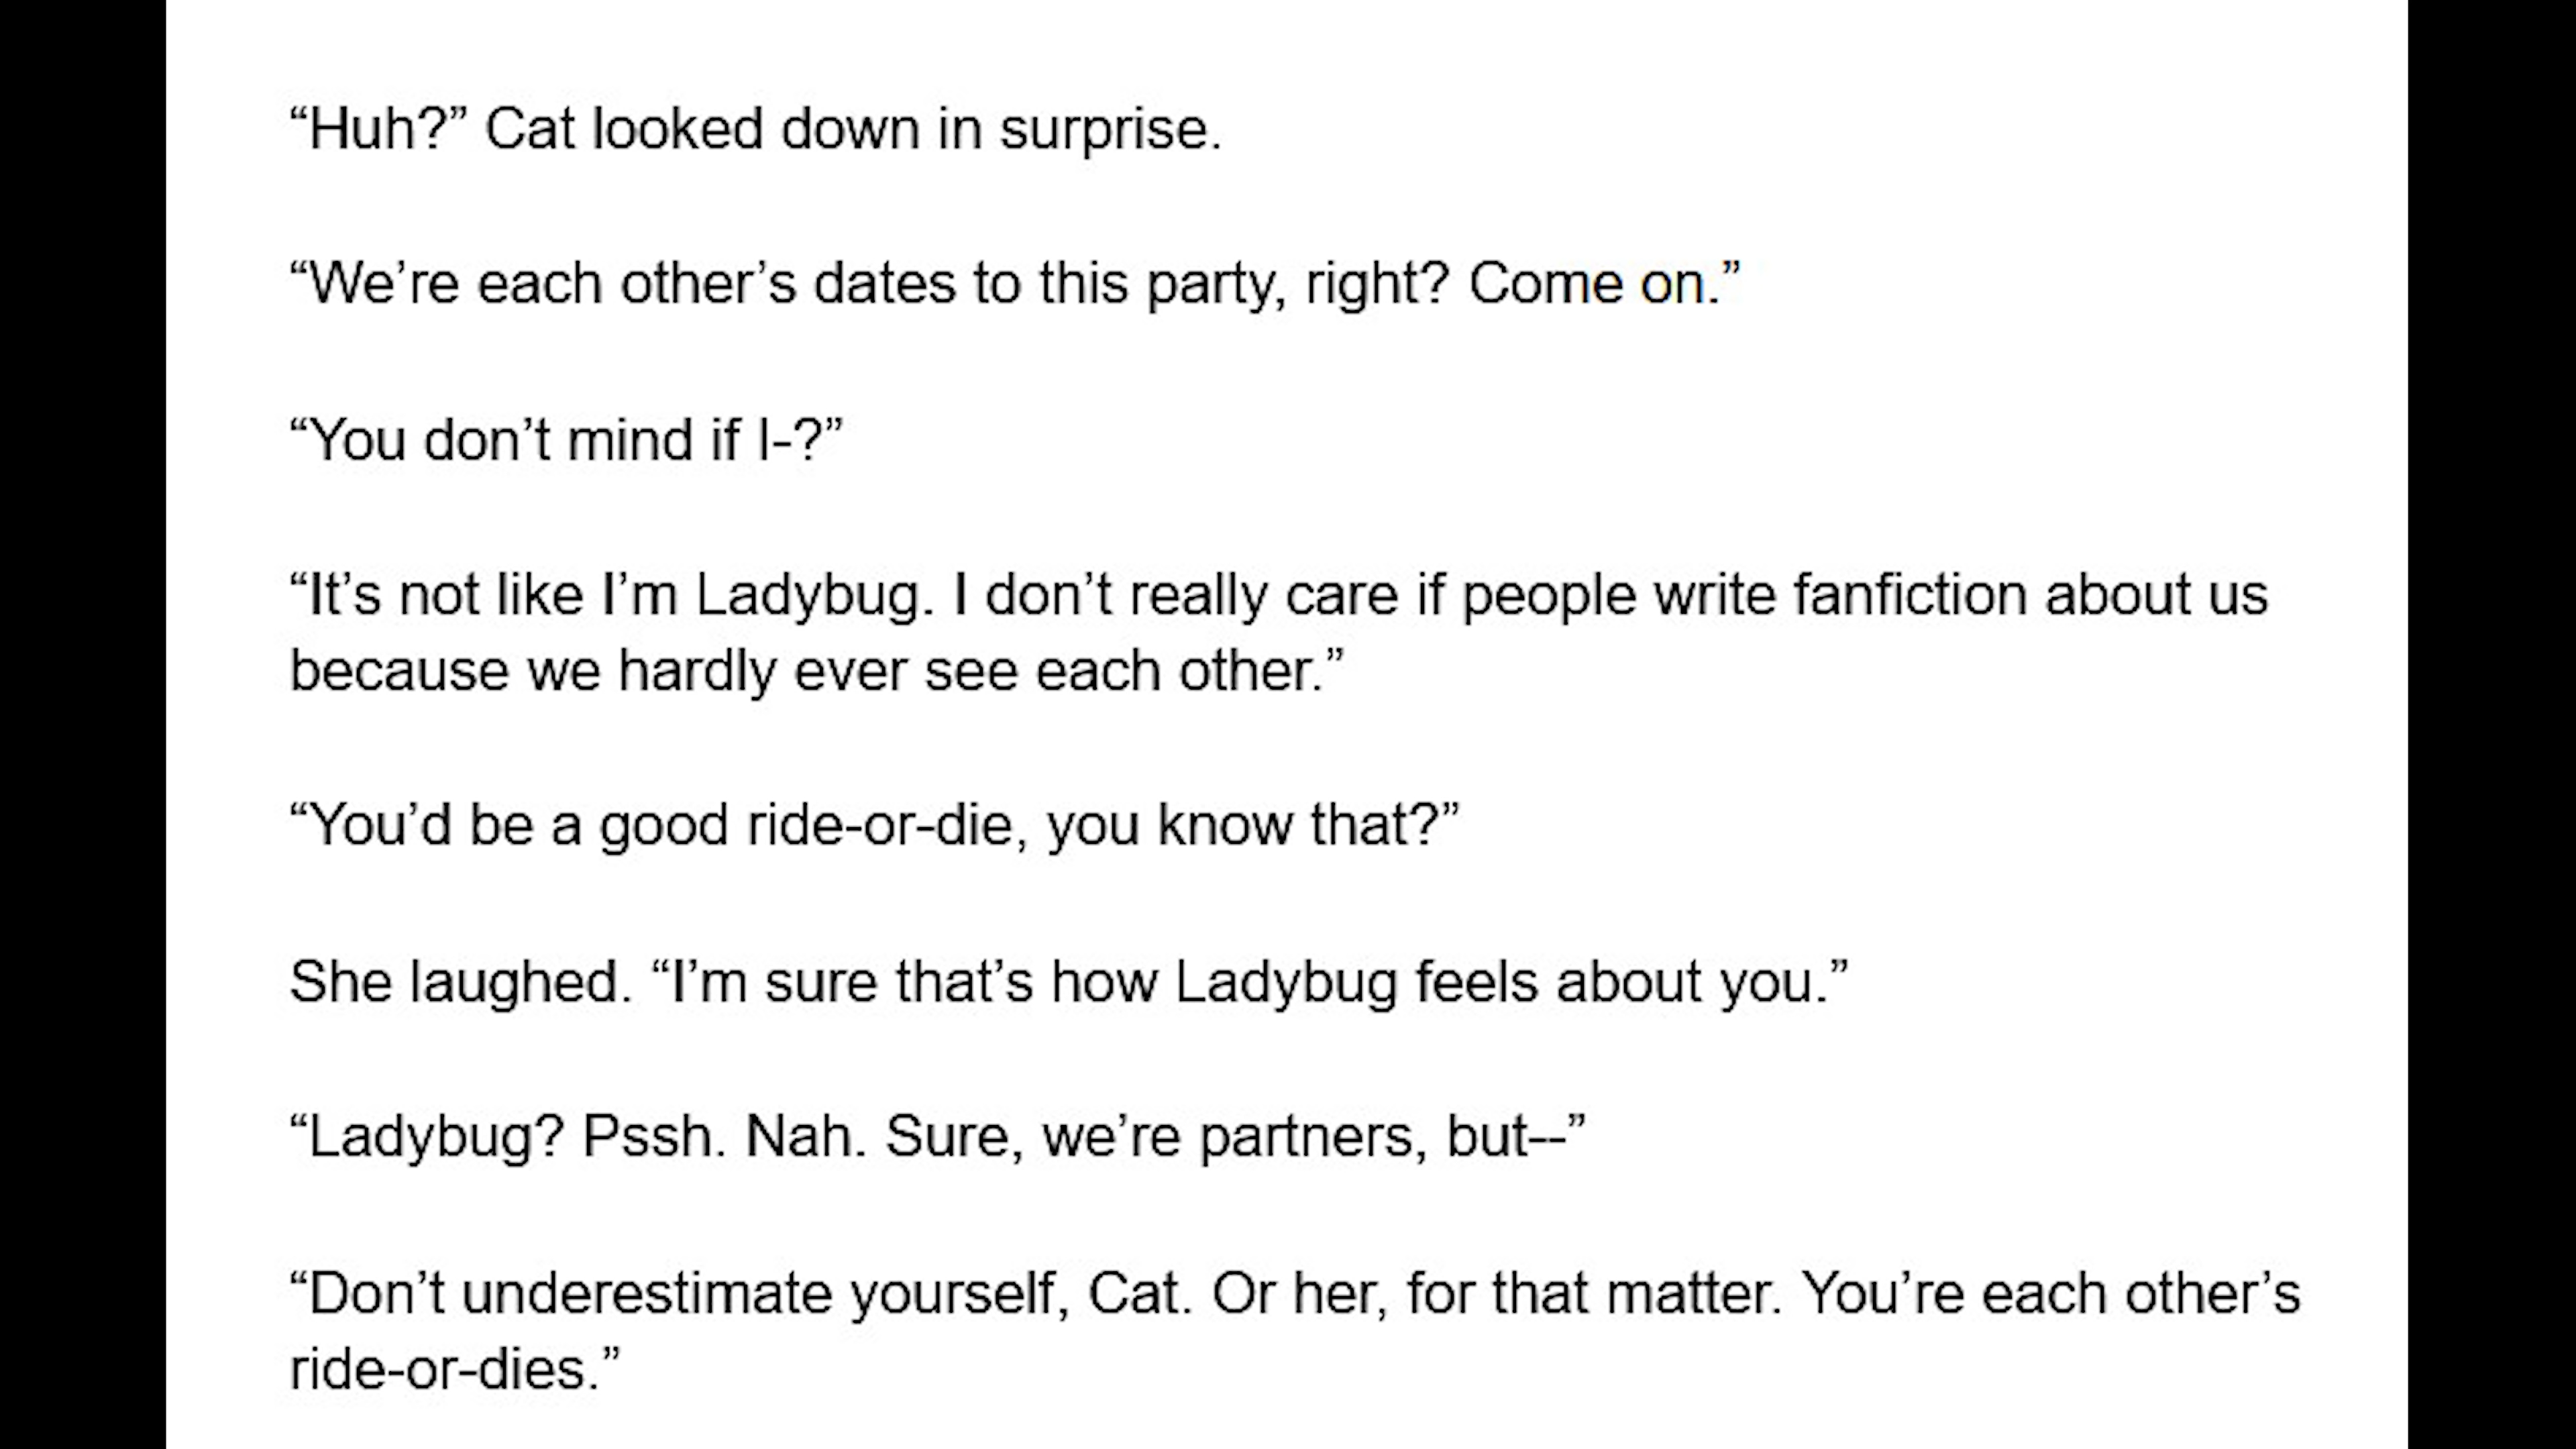 “Huh?” Cat looked down in surprise.
“We’re each other’s dates to this party, right? Come on.”
“You don’t mind if I-?”
“It’s not like I’m Ladybug. I don’t really care if people write fanfiction about us
because we hardly ever see each other.”
“You’d be a good ride-or-die, you know that?”
She laughed. “I’m sure that’s how Ladybug feels about you.”
“Ladybug? Pssh. Nah. Sure, we’re partners, but--”
“Don’t underestimate yourself, Cat. Or her, for that matter. You’re each other’s
ride-or-dies.”